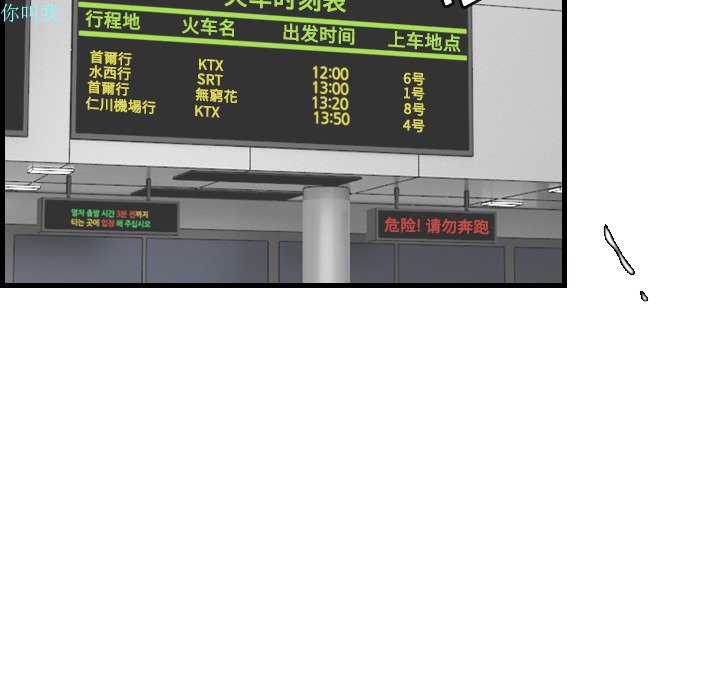 你叫我
火车时刻表
行程地 火车名 出发时间 上车地点
首爾行 KTX 12:00 6号
水西行 SRT 13:00 1号
首爾行 無窮花 13:20 8号
仁川機場行 KTX 13:50 4号
열차 출발 시간 3분 전까지
타는 곳에 입장 해 주십시오
危险! 请勿奔跑